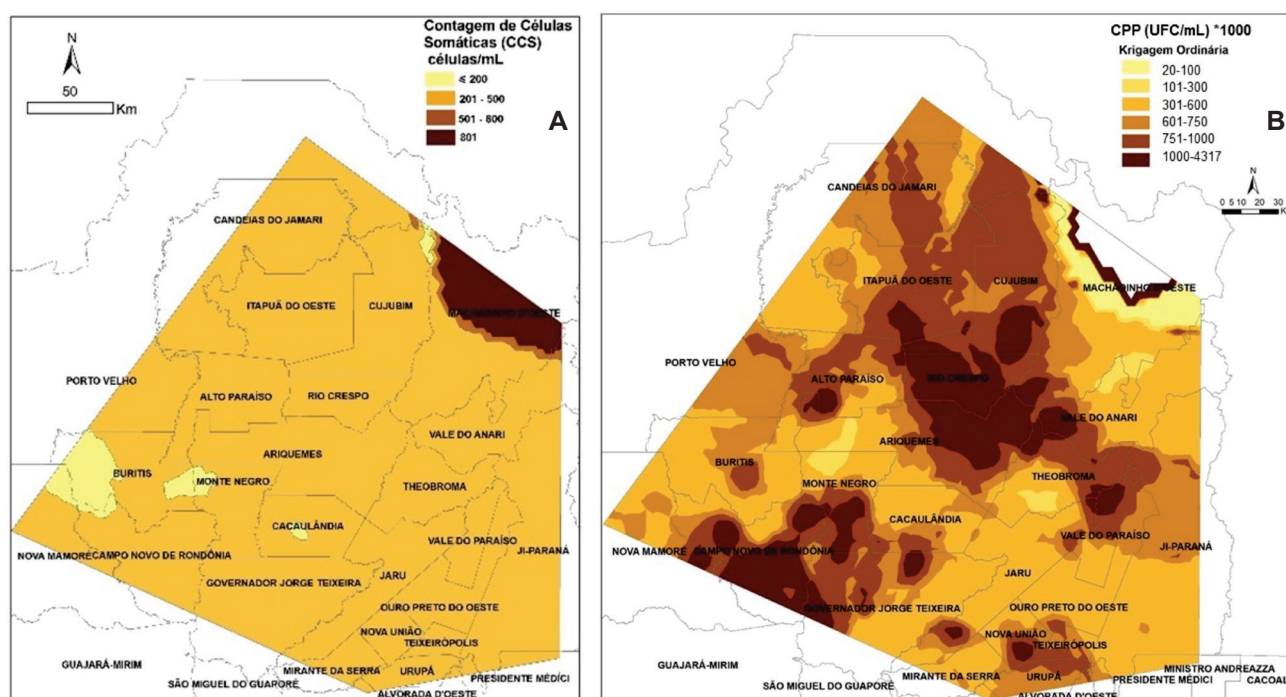 Contagem de Células
Somáticas (CCS)
células/mL
≤ 200
201 - 500
501 - 800
801
N
50
Km
A
CANDEIAS DO JAMARI
ITAPUÃ DO OESTE
CUJUBIM
MACHADINHO D'OESTE
PORTO VELHO
ALTO PARAÍSO
RIO CRESPO
VALE DO ANARI
ARIQUEMES
BURITIS
MONTE NEGRO
THEOBROMA
CACAULÂNDIA
VALE DO PARAÍSO
NOVA MAMORÉ
CAMPO NOVO DE RONDÔNIA
JI-PARANÁ
GOVERNADOR JORGE TEIXEIRA
JARU
OURO PRETO DO OESTE
NOVA UNIÃO
TEIXEIRÓPOLIS
GUAJARÁ-MIRIM
MIRANTE DA SERRA
URUPÁ
SÃO MIGUEL DO GUAPORÉ
PRESIDENTE MÉDICI
ALVORADA D'OESTE
CPP (UFC/mL) *1000
Krigagem Ordinária
20-100
101-300
301-600
601-750
751-1000
1000-4317
B
N
0 5 10 20 30
K
CANDEIAS DO JAMARI
ITAPUÃ DO OESTE
CUJUBIM
MACHADINHO D'OESTE
PORTO VELHO
ALTO PARAÍSO
RIO CRESPO
VALE DO ANARI
ARIQUEMES
BURITIS
MONTE NEGRO
THEOBROMA
CACAULÂNDIA
VALE DO PARAÍSO
NOVA MAMORÉ
CAMPO NOVO DE RONDÔNIA
JI-PARANÁ
JARU
GOVERNADOR JORGE TEIXEIRA
OURO PRETO DO OESTE
NOVA UNIÃO
TEIXEIRÓPOLIS
GUAJARÁ-MIRIM
MIRANTE DA SERRA
URUPÁ
MINISTRO ANDREAZZA
SÃO MIGUEL DO GUAPORÉ
PRESIDENTE MÉDICI
CACOA
ALVORADA D'OESTE